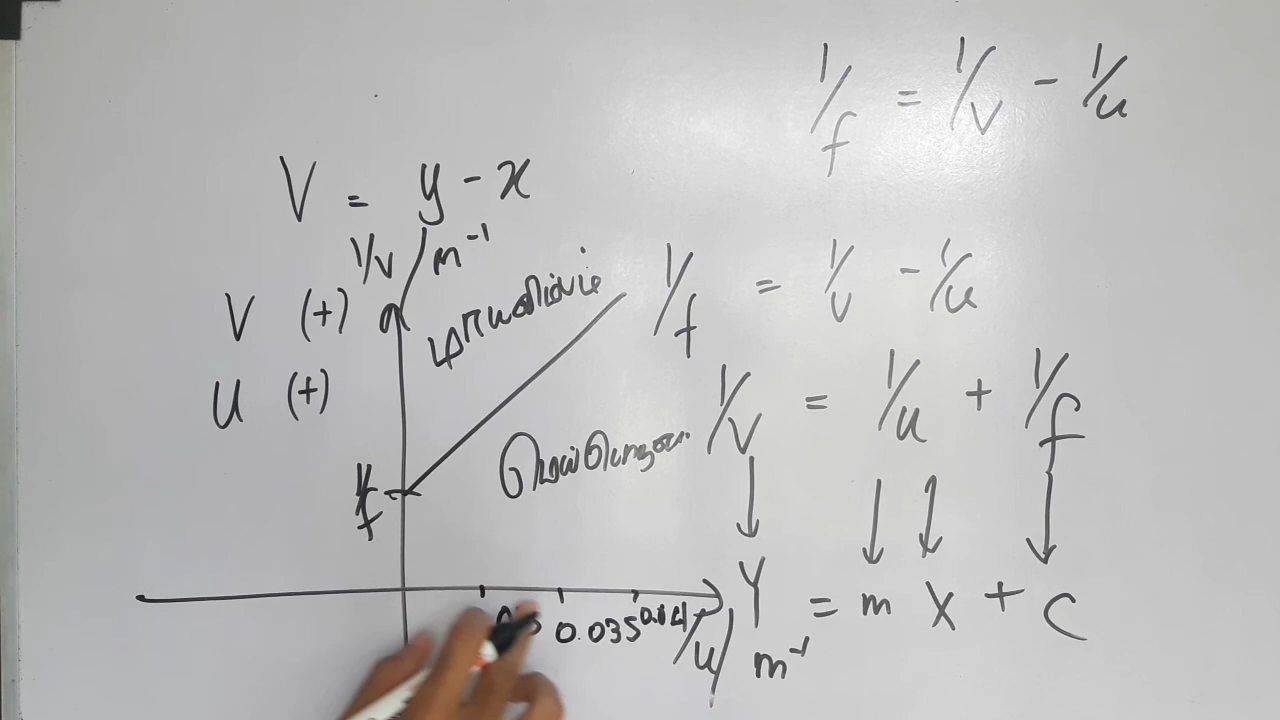 1/f = 1/v - 1/u
V = y - x
1/v / m⁻¹
1/f = 1/v - 1/u
V (+)
U (+)
1/v = 1/u + 1/f
1/f
Y = m X + C
0.035
1/u / m⁻¹